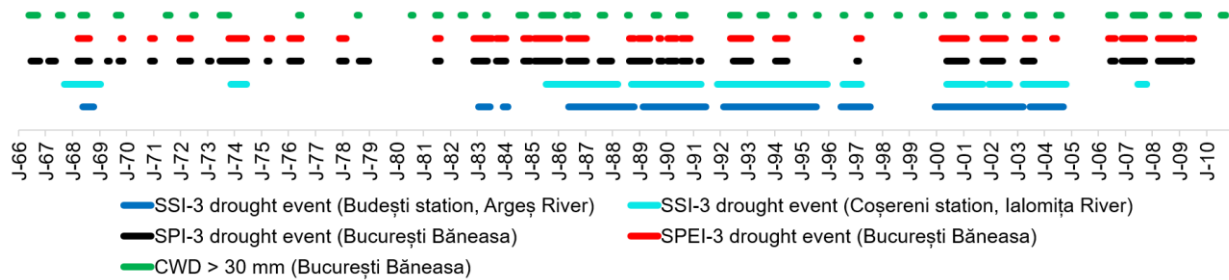 J-66 J-67 J-68 J-69 J-70 J-71 J-72 J-73 J-74 J-75 J-76 J-77 J-78 J-79 J-80 J-81 J-82 J-83 J-84 J-85 J-86 J-87 J-88 J-89 J-90 J-91 J-92 J-93 J-94 J-95 J-96 J-97 J-98 J-99 J-00 J-01 J-02 J-03 J-04 J-05 J-06 J-07 J-08 J-09 J-10
SSI-3 drought event (Budești station, Argeș River) SSI-3 drought event (Coșereni station, Ialomița River)
SPI-3 drought event (București Băneasa) SPEI-3 drought event (București Băneasa)
CWD > 30 mm (București Băneasa)